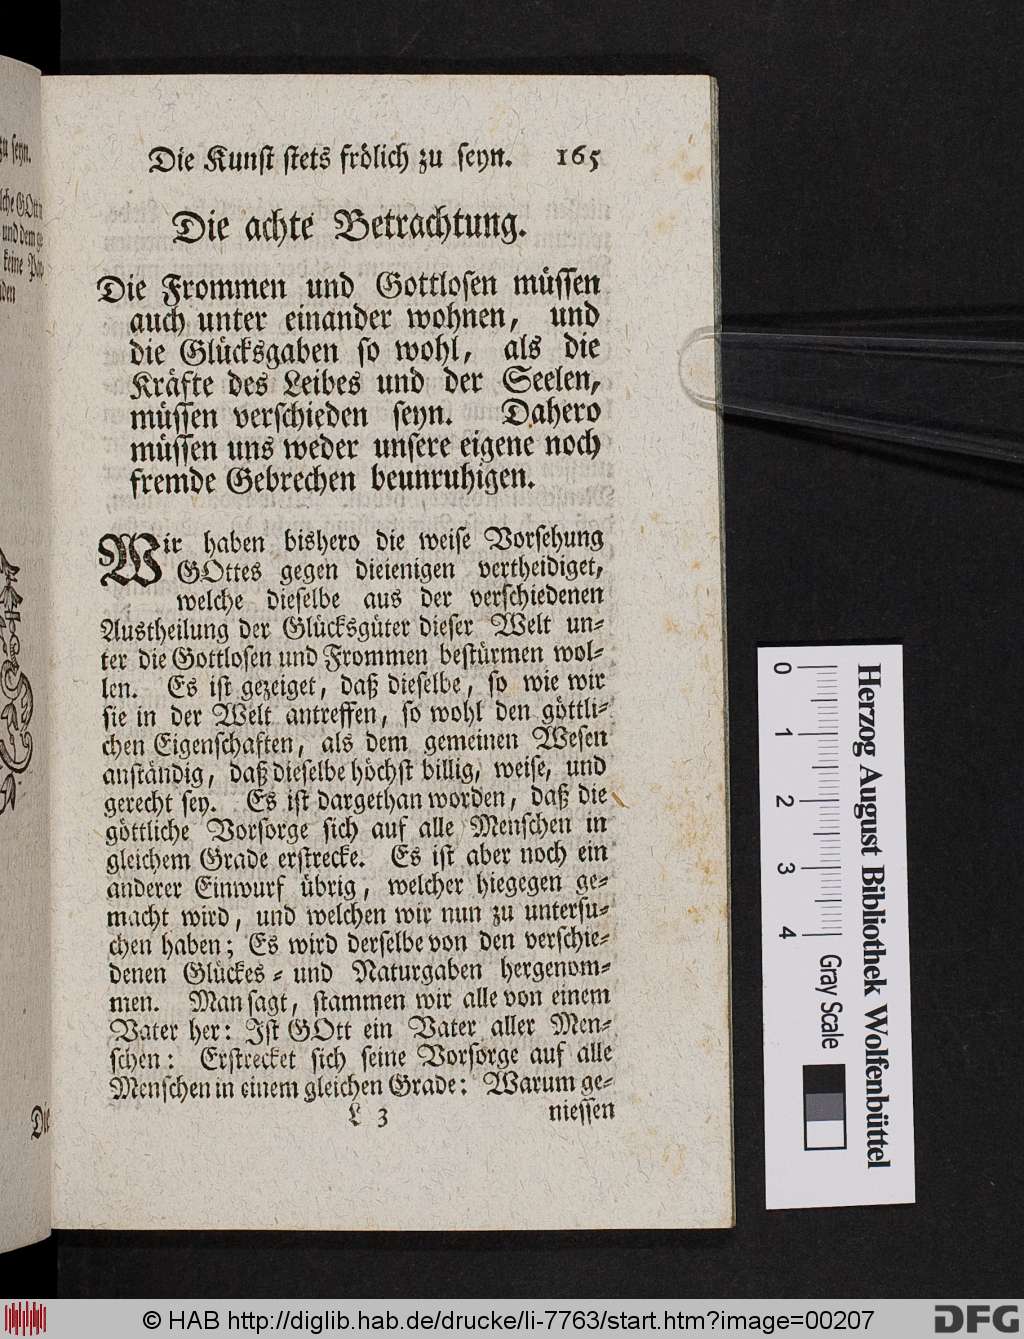 Die Kunst stets frölich zu seyn. 165
Die achte Betrachtung.
Die Frommen und Gottlosen müssen
auch unter einander wohnen, und
die Glücksgaben so wohl, als die
Kräfte des Leibes und der Seelen,
müssen verschieden seyn. Dahero
müssen uns weder unsere eigene noch
fremde Gebrechen beunruhigen.
Wir haben bishero die weise Vorsehung
GOttes gegen dieienigen vertheidiget,
welche dieselbe aus der verschiedenen
Austheilung der Glücksgüter dieser Welt un-
ter die Gottlosen und Frommen bestürmen wol-
len. Es ist gezeiget, daß dieselbe, so wie wir
sie in der Welt antreffen, so wohl den göttli-
chen Eigenschaften, als dem gemeinen Wesen
anständig, daß dieselbe höchst billig, weise, und
gerecht sey. Es ist dargethan worden, daß die
göttliche Vorsorge sich auf alle Menschen in
gleichem Grade erstrecke. Es ist aber noch ein
anderer Einwurf übrig, welcher hiegegen ge-
macht wird, und welchen wir nun zu untersu-
chen haben; Es wird derselbe von den verschie-
denen Glückes- und Naturgaben hergenom-
men. Man sagt, stammen wir alle von einem
Vater her: Ist GOtt ein Vater aller Men-
schen: Erstrecket sich seine Vorsorge auf alle
Menschen in einem gleichen Grade: Warum ge-
L 3 niessen
zu seyn.
und dem
keine
Die
0 1 2 3 4
Herzog August Bibliothek Wolfenbüttel
Gray Scale
© HAB http://diglib.hab.de/drucke/li-7763/start.htm?image=00207
DFG